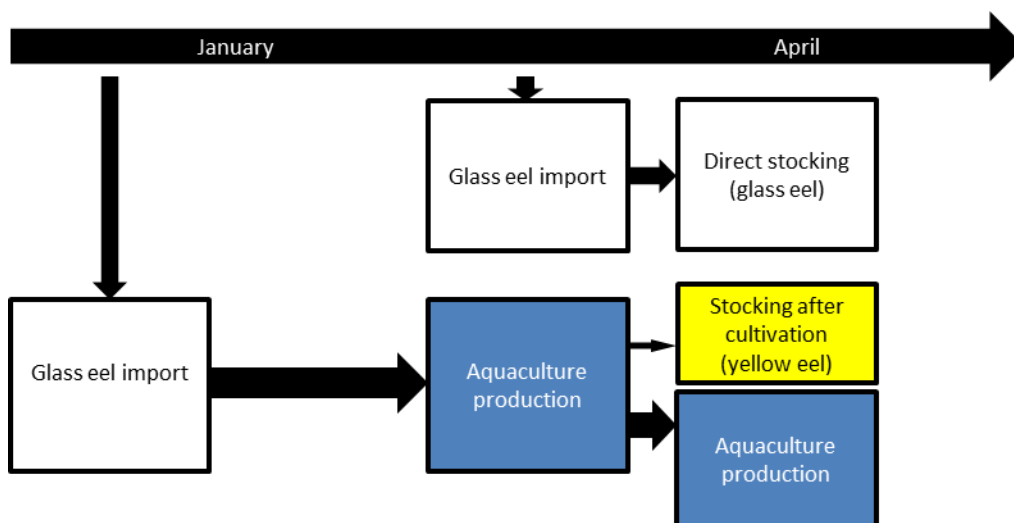 January
April
Glass eel import
Direct stocking
(glass eel)
Glass eel import
Aquaculture
production
Stocking after
cultivation
(yellow eel)
Aquaculture
production